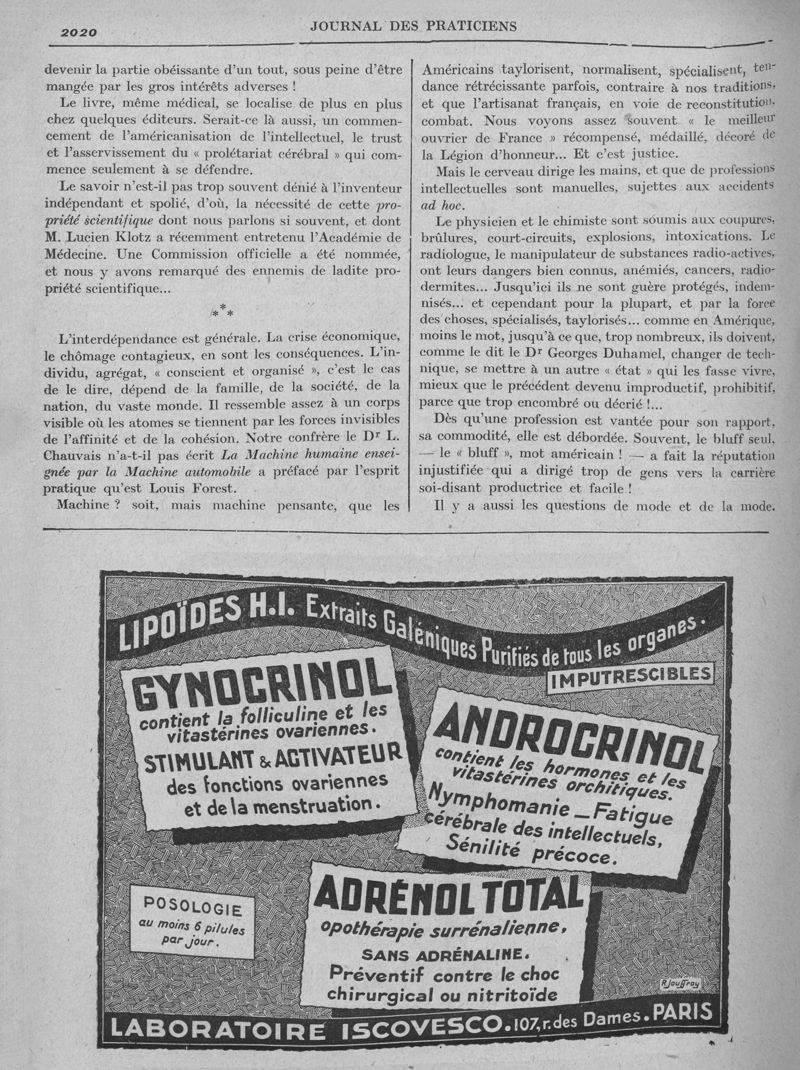 2020
JOURNAL DES PRATICIENS
devenir la partie obéissante d'un tout, sous peine d'être
mangée par les gros intérêts adverses !
Le livre, même médical, se localise de plus en plus
chez quelques éditeurs. Serait-ce là aussi, un commen-
cement de l'américanisation de l'intellectuel, le trust
et l'asservissement du « prolétariat cérébral » qui com-
mence seulement à se défendre.
Le savoir n'est-il pas trop souvent dénié à l'inventeur
indépendant et spolié, d'où, la nécessité de cette pro-
priété scientifique dont nous parlons si souvent, et dont
M. Lucien Klotz a récemment entretenu l'Académie de
Médecine. Une Commission officielle a été nommée,
et nous y avons remarqué des ennemis de ladite pro-
priété scientifique...
*
* *
L'interdépendance est générale. La crise économique,
le chômage contagieux, en sont les conséquences. L'in-
dividu, agrégat, « conscient et organisé », c'est le cas
de le dire, dépend de la famille, de la société, de la
nation, du vaste monde. Il ressemble assez à un corps
visible où les atomes se tiennent par les forces invisibles
de l'affinité et de la cohésion. Notre confrère le Dr L.
Chauvais n'a-t-il pas écrit La Machine humaine ensei-
gnée par la Machine automobile a préfacé par l'esprit
pratique qu'est Louis Forest.
Machine ? soit, mais machine pensante, que les
Américains taylorisent, normalisent, spécialisent, ten-
dance rétrécissante parfois, contraire à nos traditions,
et que l'artisanat français, en voie de reconstitution,
combat. Nous voyons assez souvent « le meilleur
ouvrier de France » récompensé, médaillé, décoré de
la Légion d'honneur... Et c'est justice.
Mais le cerveau dirige les mains, et que de professions
intellectuelles sont manuelles, sujettes aux accidents
ad hoc.
Le physicien et le chimiste sont soumis aux coupures,
brûlures, court-circuits, explosions, intoxications. Le
radiologue, le manipulateur de substances radio-actives,
ont leurs dangers bien connus, anémiés, cancers, radio-
dermites... Jusqu'ici ils ne sont guère protégés, indem-
nisés... et cependant pour la plupart, et par la force
des choses, spécialisés, taylorisés... comme en Amérique,
moins le mot, jusqu'à ce que, trop nombreux, ils doivent,
comme le dit le Dr Georges Duhamel, changer de tech-
nique, se mettre à un autre « état » qui les fasse vivre,
mieux que le précédent devenu improductif, prohibitif,
parce que trop encombré ou décrié !...
Dès qu'une profession est vantée pour son rapport,
sa commodité, elle est débordée. Souvent, le bluff seul,
— le « bluff », mot américain ! — a fait la réputation
injustifiée qui a dirigé trop de gens vers la carrière
soi-disant productrice et facile !
Il y a aussi les questions de mode et de la mode.
LIPOÏDES H.I. Extraits Galéniques Purifiés de tous les organes.
IMPUTRESCIBLES
GYNOCRINOL
contient la folliculine et les
vitastérines ovariennes.
STIMULANT & ACTIVATEUR
des fonctions ovariennes
et de la menstruation.
ANDROCRINOL
contient les hormones et les
vitastérines orchitiques.
Nymphomanie _ Fatigue
cérébrale des intellectuels,
Sénilité précoce.
POSOLOGIE
au moins 6 pilules
par jour.
ADRÉNOL TOTAL
opothérapie surrénalienne,
SANS ADRÉNALINE.
Préventif contre le choc
chirurgical ou nitritoïde
R. Jouffroy
LABORATOIRE ISCOVESCO. 107, r. des Dames. PARIS